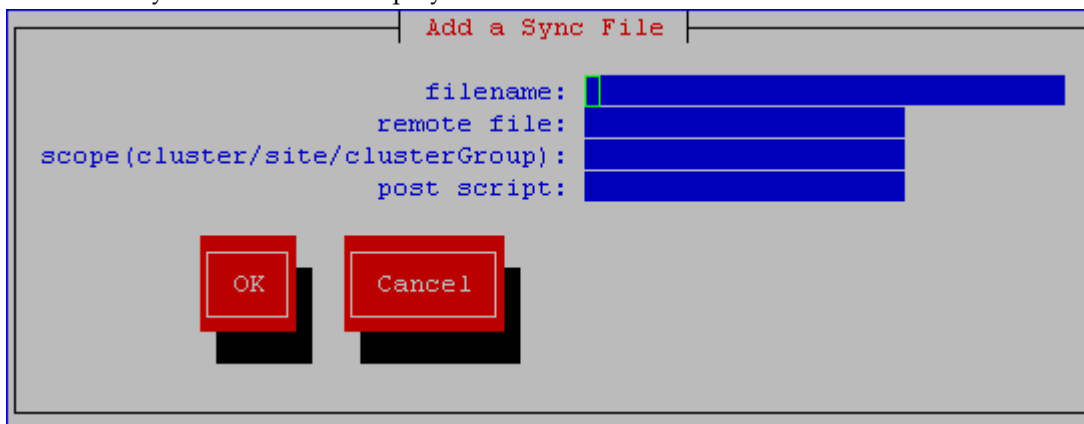 Add a Sync File
filename:
remote file:
scope(cluster/site/clusterGroup):
post script:
OK Cancel